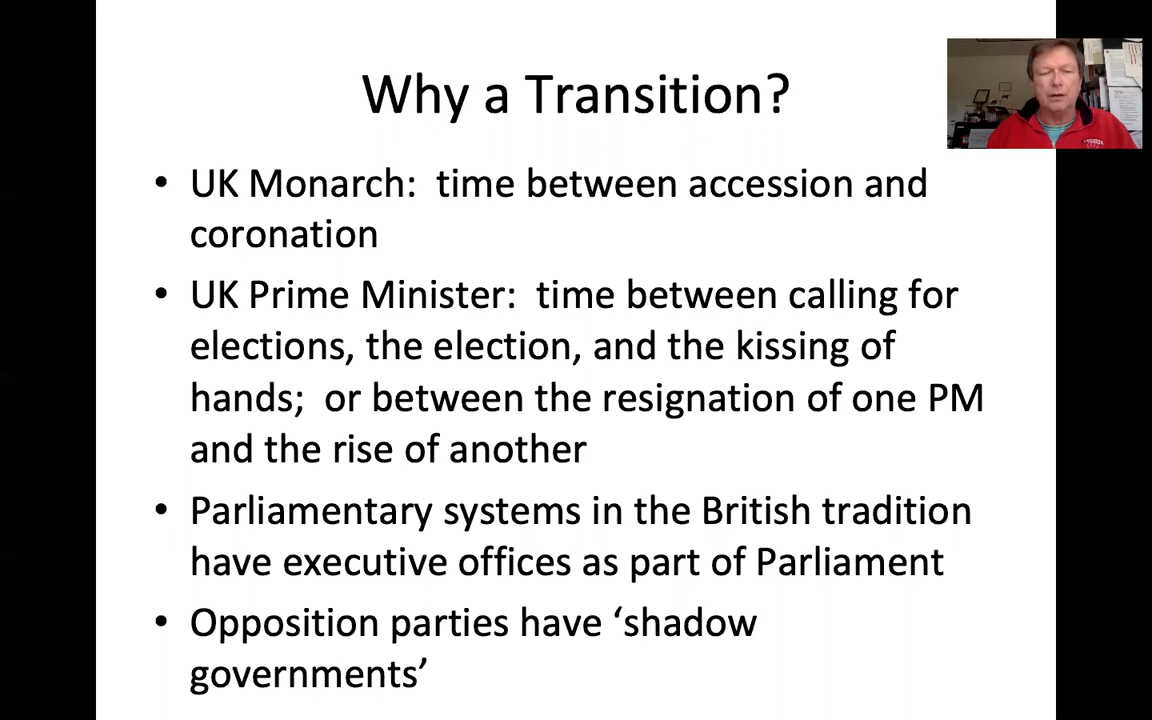 Why a Transition?
• UK Monarch:  time between accession and
coronation
• UK Prime Minister:  time between calling for
elections, the election, and the kissing of
hands;  or between the resignation of one PM
and the rise of another
• Parliamentary systems in the British tradition
have executive offices as part of Parliament
• Opposition parties have ‘shadow
governments’